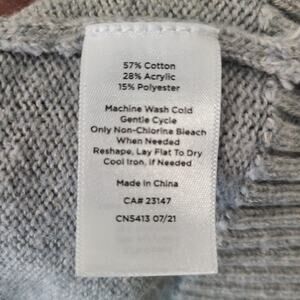 57% Cotton
28% Acrylic
15% Polyester
Machine Wash Cold
Gentle Cycle
Only Non-Chlorine Bleach
When Needed
Reshape, Lay Flat To Dry
Cool Iron, if Needed
Made in China
CA# 23147
CN5413 07/21